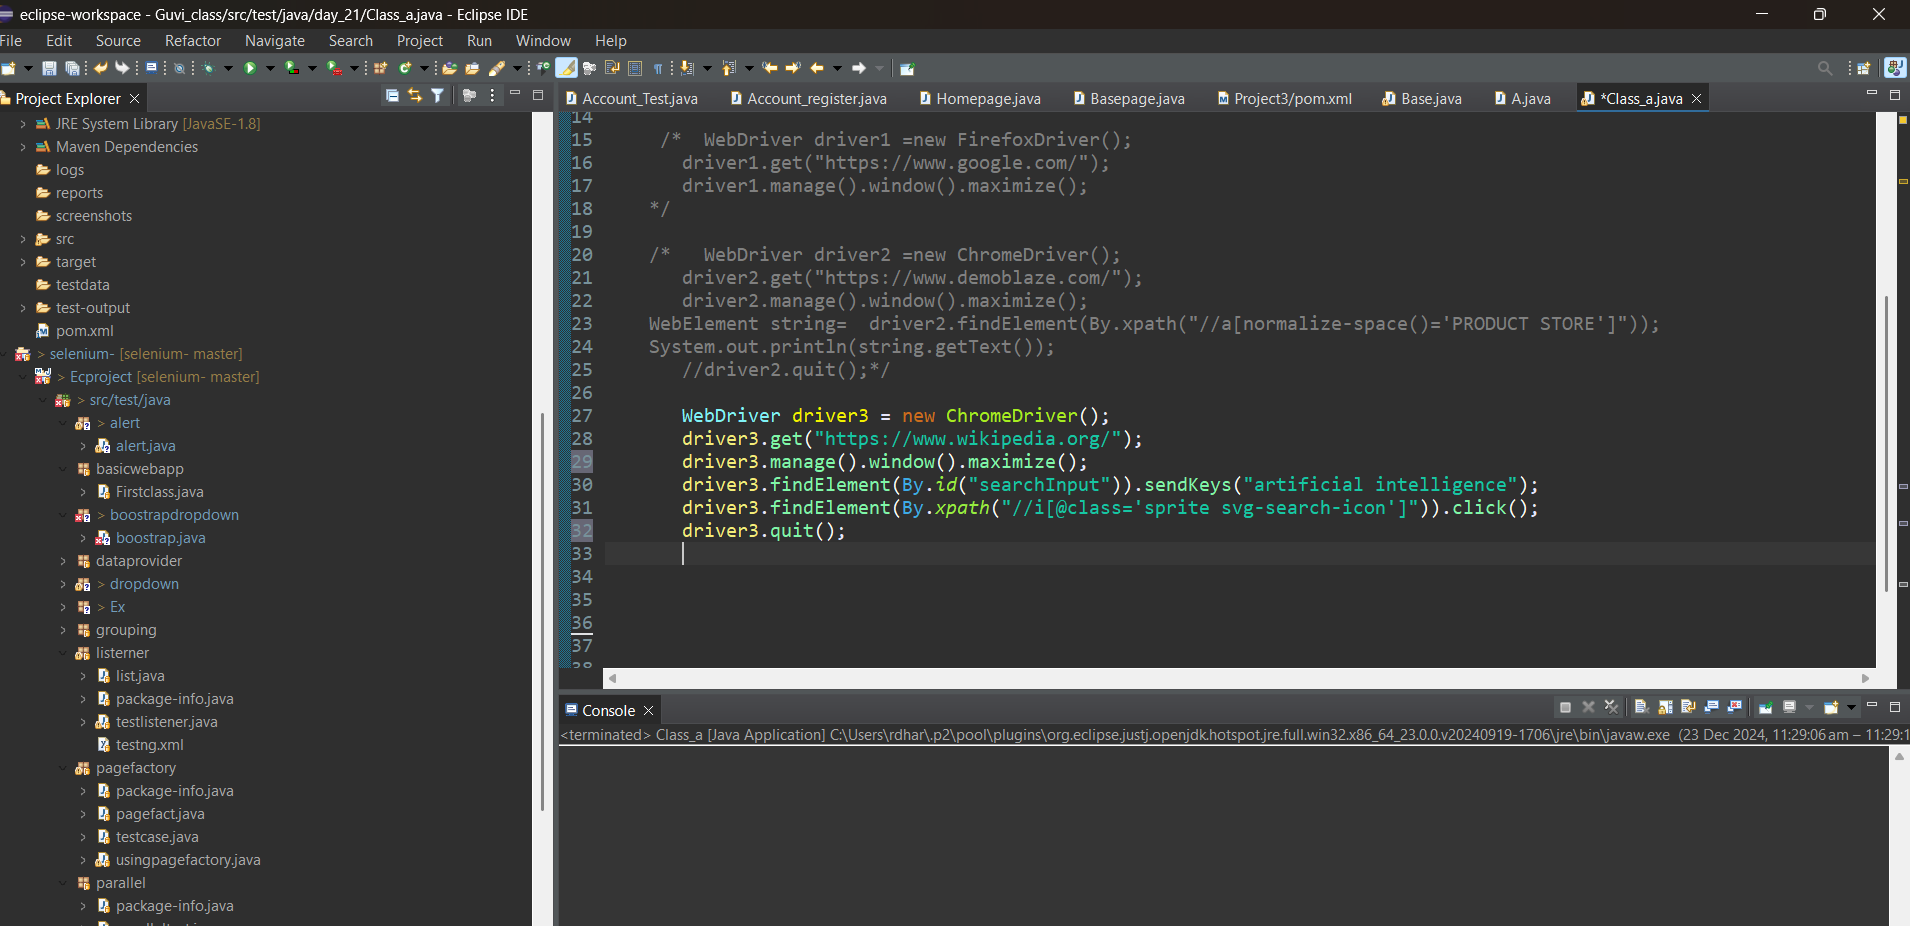 eclipse-workspace - Guvi_class/src/test/java/day_21/Class_a.java - Eclipse IDE
File Edit Source Refactor Navigate Search Project Run Window Help
Project Explorer
JRE System Library [JavaSE-1.8]
Maven Dependencies
logs
reports
screenshots
> src
target
testdata
test-output
pom.xml
> selenium- [selenium- master]
> Ecproject [selenium- master]
> src/test/java
> alert
alert.java
basicwebapp
Firstclass.java
> boostrapdropdown
boostrap.java
dataprovider
> dropdown
> Ex
grouping
listerner
list.java
package-info.java
testlistener.java
testng.xml
pagefactory
package-info.java
pagefact.java
testcase.java
usingpagefactory.java
parallel
package-info.java
Account_Test.java Account_register.java Homepage.java Basepage.java Project3/pom.xml Base.java A.java *Class_a.java
14
15 /* WebDriver driver1 =new FirefoxDriver();
16 driver1.get("https://www.google.com/");
17 driver1.manage().window().maximize();
18 */
19
20 /* WebDriver driver2 =new ChromeDriver();
21 driver2.get("https://www.demoblaze.com/");
22 driver2.manage().window().maximize();
23 WebElement string= driver2.findElement(By.xpath("//a[normalize-space()='PRODUCT STORE']"));
24 System.out.println(string.getText());
25 //driver2.quit();*/
26
27 WebDriver driver3 = new ChromeDriver();
28 driver3.get("https://www.wikipedia.org/");
29 driver3.manage().window().maximize();
30 driver3.findElement(By.id("searchInput")).sendKeys("artificial intelligence");
31 driver3.findElement(By.xpath("//i[@class='sprite svg-search-icon']")).click();
32 driver3.quit();
33
34
35
36
37
38
Console
<terminated> Class_a [Java Application] C:\Users\rdhar\.p2\pool\plugins\org.eclipse.justj.openjdk.hotspot.jre.full.win32.x86_64_23.0.0.v20240919-1706\jre\bin\javaw.exe (23 Dec 2024, 11:29:06 am – 11:29:1